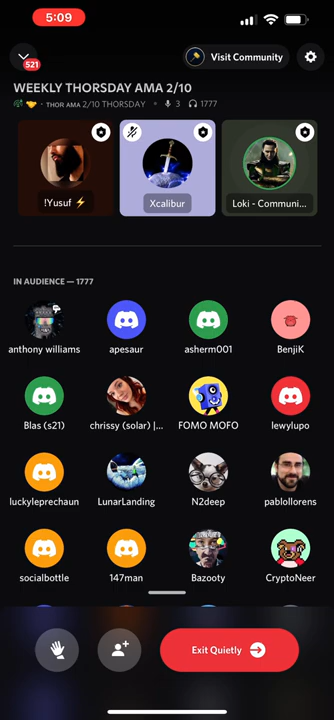 5:09
521
Visit Community
WEEKLY THORSDAY AMA 2/10
THOR AMA 2/10 THORSDAY • 3 1777
!Yusuf ⚡
Xcalibur
Loki - Communi...
IN AUDIENCE — 1777
anthony williams
apesaur
asherm001
BenjiK
Blas (s21)
chrissy (solar) |...
FOMO MOFO
lewylupo
luckyleprechaun
LunarLanding
N2deep
pablollorens
socialbottle
147man
Bazooty
CryptoNeer
Exit Quietly